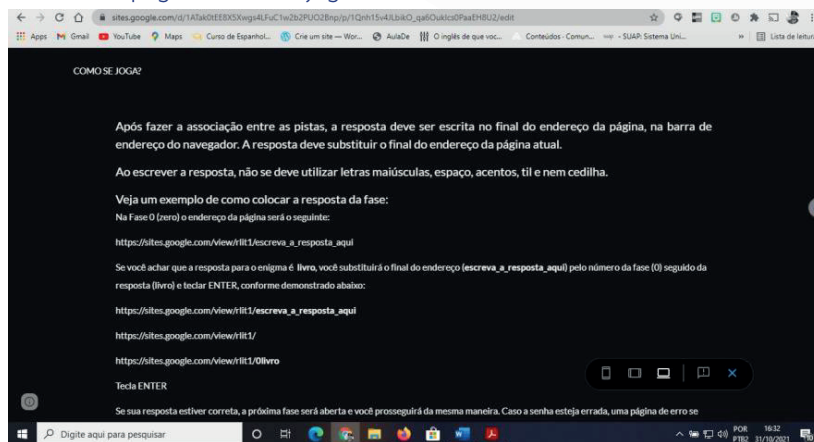 sites.google.com/d/
Apps Gmail YouTube Maps Curso de Espanhol... Crie um site — Wor... AulaDe O inglês de que voc... Conteúdos - Comun... - SUAP: Sistema Uni... » Lista de leitura
COMO SE JOGA?
Após fazer a associação entre as pistas, a resposta deve ser escrita no final do endereço da página, na barra de
endereço do navegador. A resposta deve substituir o final do endereço da página atual.
Ao escrever a resposta, não se deve utilizar letras maiúsculas, espaço, acentos, til e nem cedilha.
Veja um exemplo de como colocar a resposta da fase:
Na Fase 0 (zero) o endereço da página será o seguinte:
https://sites.google.com/view/rlit1/escreva_a_resposta_aqui
Se você achar que a resposta para o enigma é livro, você substituirá o final do endereço (escreva_a_resposta_aqui) pelo número da fase (0) seguido da
resposta (livro) e teclar ENTER, conforme demonstrado abaixo:
https://sites.google.com/view/rlit1/escreva_a_resposta_aqui
https://sites.google.com/view/rlit1/
https://sites.google.com/view/rlit1/0livro
Tecla ENTER
Se sua resposta estiver correta, a próxima fase será aberta e você prosseguirá da mesma maneira. Caso a senha esteja errada, uma página de erro se
Digite aqui para pesquisar
POR 16:32
PTB2 31/10/2021